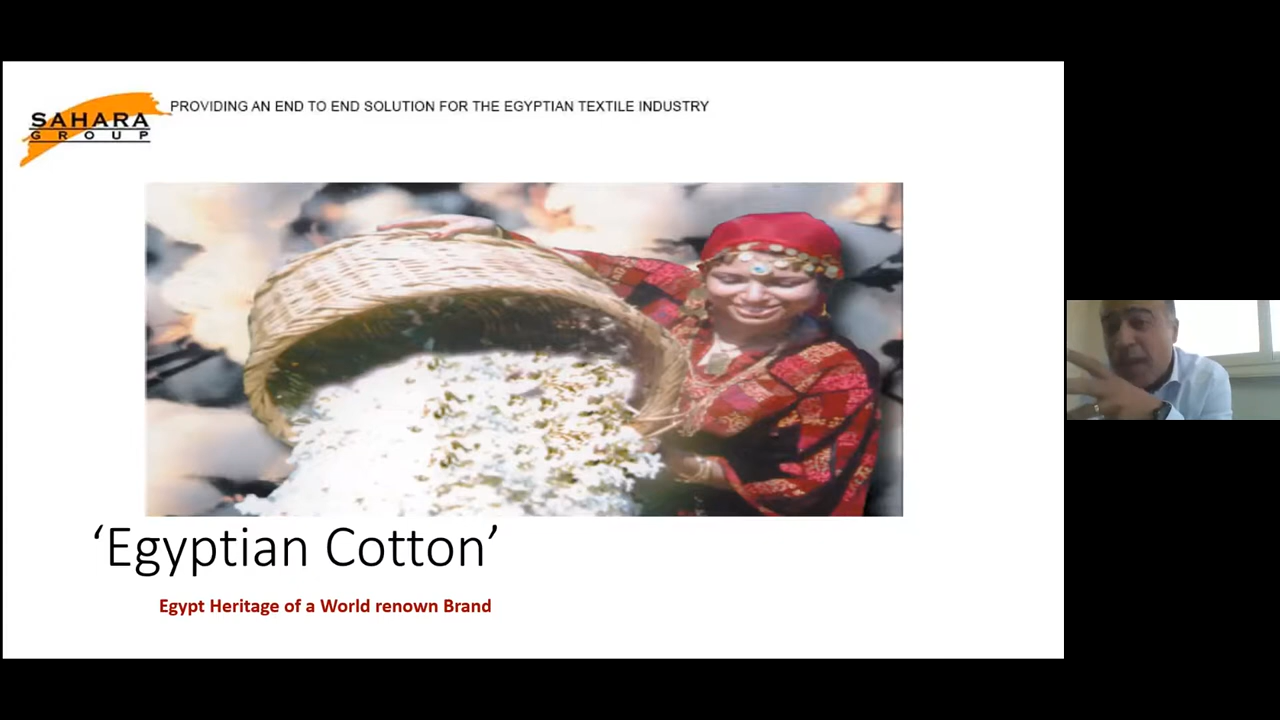 SAHARA
GROUP
PROVIDING AN END TO END SOLUTION FOR THE EGYPTIAN TEXTILE INDUSTRY
‘Egyptian Cotton’
Egypt Heritage of a World renown Brand